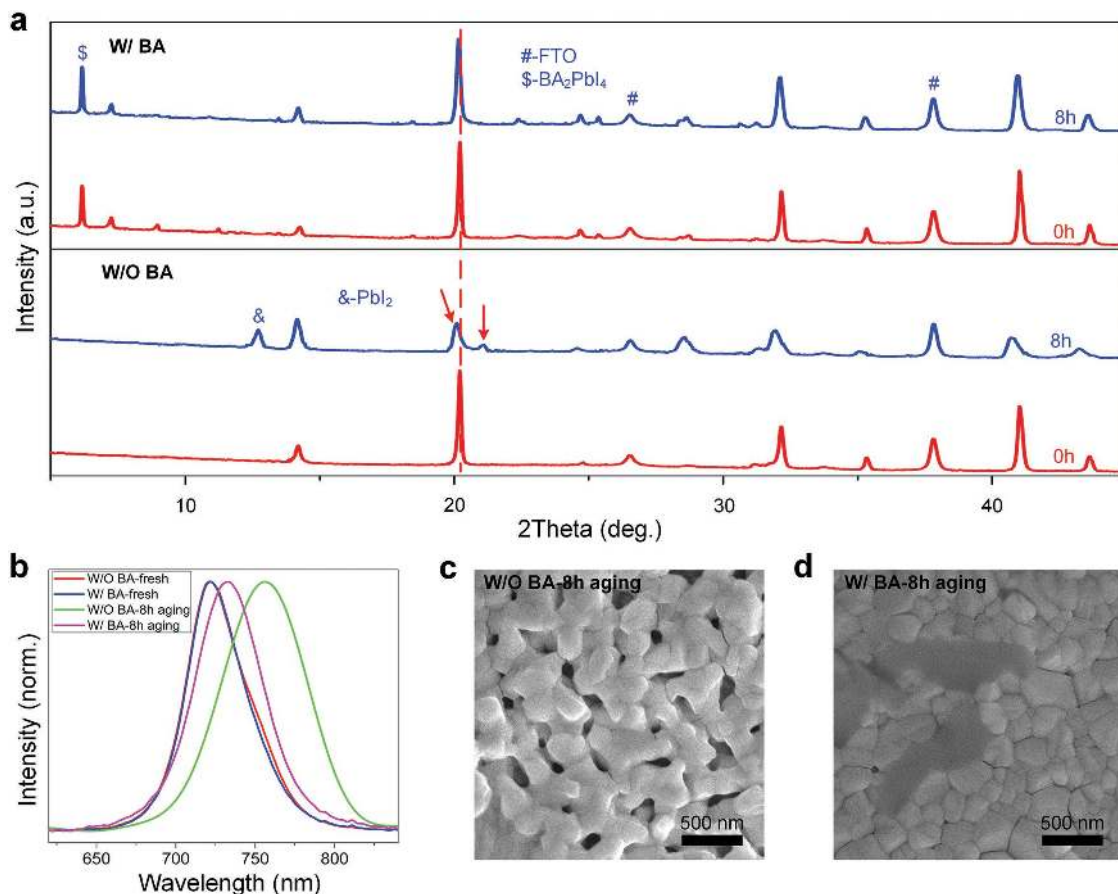 a
W/ BA
$
#-FTO
$-BA₂PbI₄
#
#
8h
0h
W/O BA
&-PbI₂
&
8h
0h
Intensity (a.u.)
10
20
30
40
2Theta (deg.)
b
W/O BA-fresh
W/ BA-fresh
W/O BA-8h aging
W/ BA-8h aging
Intensity (norm.)
650
700
750
800
Wavelength (nm)
c
W/O BA-8h aging
500 nm
d
W/ BA-8h aging
500 nm